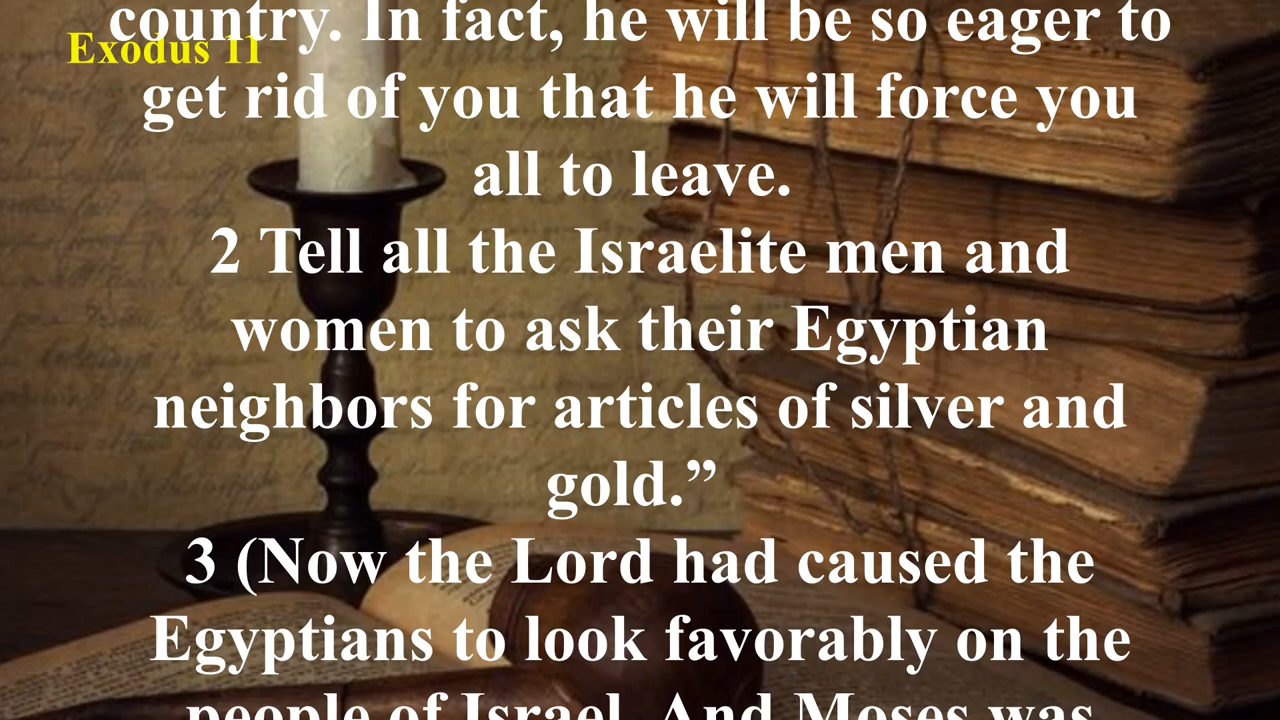 country. In fact, he will be so eager to
Exodus 11
get rid of you that he will force you
all to leave.
2 Tell all the Israelite men and
women to ask their Egyptian
neighbors for articles of silver and
gold.”
3 (Now the Lord had caused the
Egyptians to look favorably on the
people of Israel. And Moses was